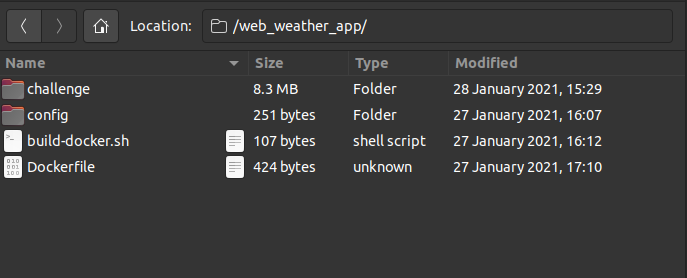 Location: /web_weather_app/
Name Size Type Modified
challenge 8.3 MB Folder 28 January 2021, 15:29
config 251 bytes Folder 27 January 2021, 16:07
build-docker.sh 107 bytes shell script 27 January 2021, 16:12
Dockerfile 424 bytes unknown 27 January 2021, 17:10